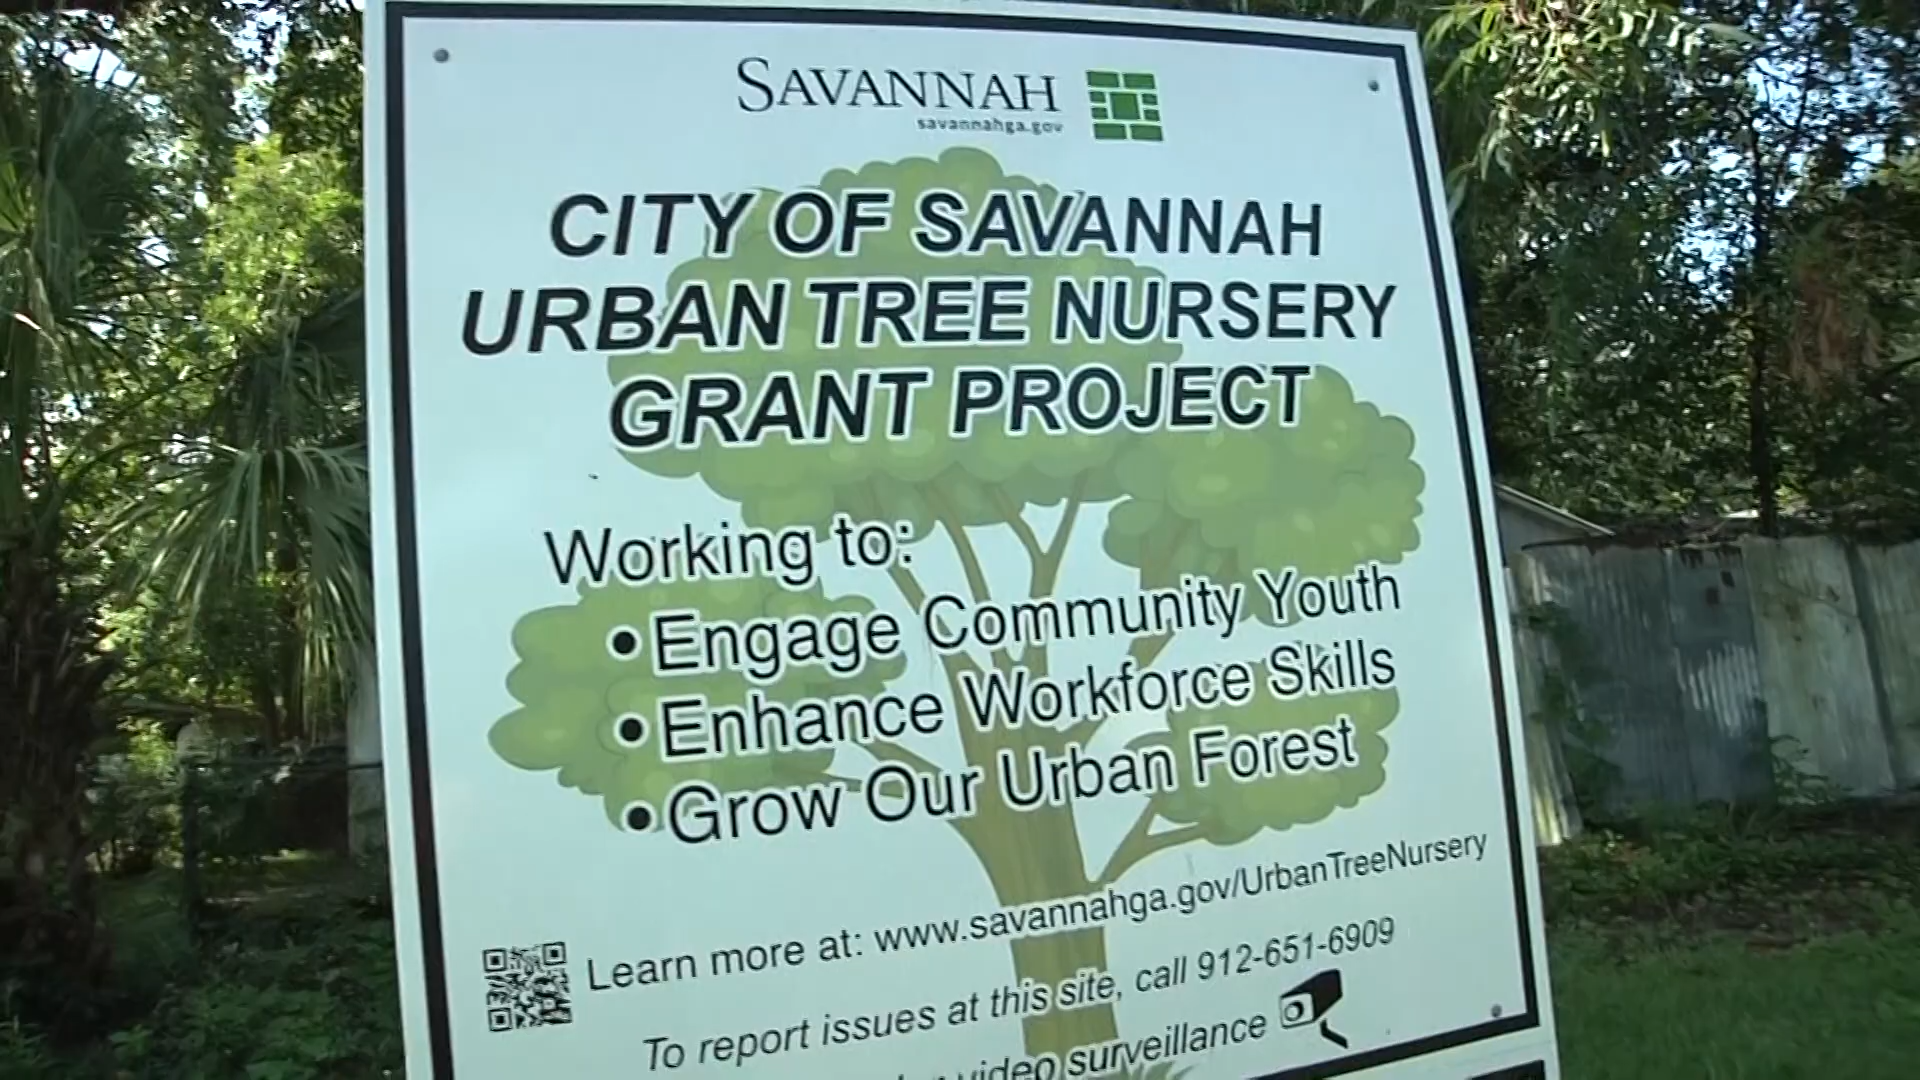 SAVANNAH
savannahga.gov
CITY OF SAVANNAH
URBAN TREE NURSERY
GRANT PROJECT
Working to:
• Engage Community Youth
• Enhance Workforce Skills
• Grow Our Urban Forest
Learn more at: www.savannahga.gov/UrbanTreeNursery
To report issues at this site, call 912-651-6909
video surveillance